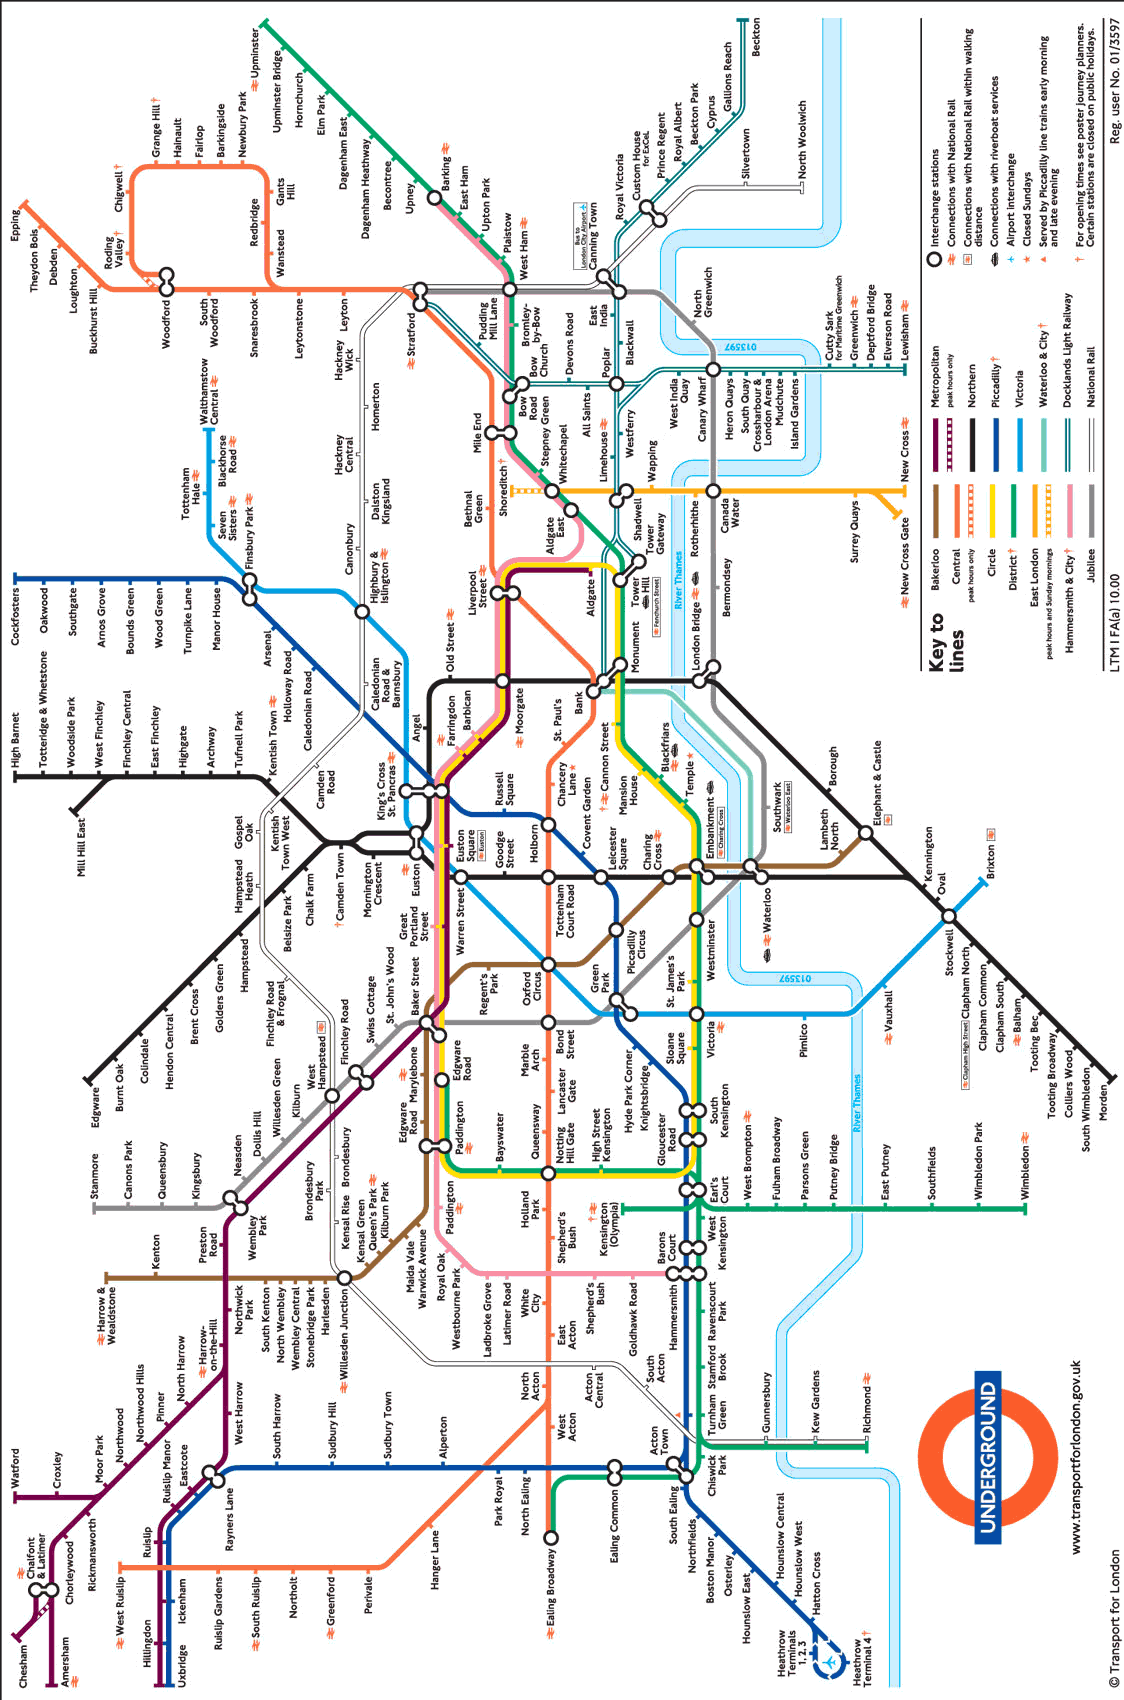 Chesham
Chalfont
& Latimer
Amersham
Chorleywood
Rickmansworth
Watford
Croxley
Moor Park
Northwood
Northwood Hills
Pinner
North Harrow
Harrow-
on-the-Hill
Hillingdon
Uxbridge
Ickenham
Ruislip
Ruislip Manor
Eastcote
Rayners Lane
West Harrow
Northwick
Park
Preston
Road
Wembley
Park
West Ruislip
Ruislip Gardens
South Ruislip
Northolt
Greenford
Perivale
Hanger Lane
South Harrow
Sudbury Hill
Sudbury Town
Alperton
Park Royal
North Ealing
Ealing Broadway
Ealing Common
West
Acton
North
Acton
East
Acton
White
City
Shepherd's
Bush
Holland
Park
Notting
Hill Gate
Queensway
Lancaster
Gate
Marble
Arch
Bond
Street
Oxford
Circus
Tottenham
Court Road
Holborn
Chancery
Lane
St. Paul's
Bank
Harrow &
Wealdstone
Kenton
South Kenton
North Wembley
Wembley Central
Stonebridge Park
Harlesden
Willesden Junction
Kensal Green
Queen's Park
Kilburn Park
Maida Vale
Warwick Avenue
Paddington
Edgware
Road
Marylebone
Baker Street
Regent's
Park
Piccadilly
Circus
Charing
Cross
Embankment
Charing Cross
Waterloo
Lambeth
North
Elephant & Castle
Stanmore
Canons Park
Queensbury
Kingsbury
Neasden
Dollis Hill
Willesden Green
Kilburn
West
Hampstead
Finchley Road
Swiss Cottage
St. John's Wood
Kensal Rise
Brondesbury
Park
Brondesbury
Finchley Road
& Frognal
Hampstead
Heath
Gospel
Oak
Kentish
Town West
Camden
Road
Caledonian
Road &
Barnsbury
Highbury &
Islington
Canonbury
Dalston
Kingsland
Hackney
Central
Homerton
Hackney
Wick
Stratford
Edgware
Burnt Oak
Colindale
Hendon Central
Brent Cross
Golders Green
Hampstead
Belsize Park
Chalk Farm
Camden Town
Mornington
Crescent
Mill Hill East
High Barnet
Totteridge & Whetstone
Woodside Park
West Finchley
Finchley Central
East Finchley
Highgate
Archway
Tufnell Park
Kentish Town
Euston
Warren Street
Goodge
Street
Leicester
Square
King's Cross
St. Pancras
Angel
Old Street
Moorgate
Cockfosters
Oakwood
Southgate
Arnos Grove
Bounds Green
Wood Green
Turnpike Lane
Manor House
Finsbury Park
Arsenal
Holloway Road
Caledonian Road
Russell
Square
Covent Garden
Green
Park
Hyde Park Corner
Knightsbridge
South
Kensington
Gloucester
Road
Earl's
Court
Barons
Court
West
Kensington
Hammersmith
Ravenscourt
Park
Stamford
Brook
Turnham
Green
Chiswick
Park
Acton
Town
South Ealing
Northfields
Boston Manor
Osterley
Hounslow East
Hounslow Central
Hounslow West
Hatton Cross
Heathrow
Terminals
1, 2, 3
Heathrow
Terminal 4
Acton
Central
South
Acton
Gunnersbury
Kew Gardens
Richmond
Royal Oak
Westbourne Park
Ladbroke Grove
Latimer Road
Shepherd's
Bush
Goldhawk Road
Kensington
(Olympia)
Paddington
Edgware
Road
Bayswater
High Street
Kensington
Great
Portland
Street
Euston
Square
Euston
Farringdon
Barbican
Liverpool
Street
Aldgate
Aldgate
East
Tower
Hill
Fenchurch Street
Monument
Cannon Street
Mansion
House
Blackfriars
Temple
Westminster
St. James's
Park
Victoria
Sloane
Square
West Brompton
Fulham Broadway
Parsons Green
Putney Bridge
East Putney
Southfields
Wimbledon Park
Wimbledon
Pimlico
Vauxhall
Stockwell
Brixton
Walthamstow
Central
Blackhorse
Road
Tottenham
Hale
Seven
Sisters
London Bridge
Borough
Kennington
Oval
Clapham North
Clapham High Street
Clapham Common
Clapham South
Balham
Tooting Bec
Tooting Broadway
Colliers Wood
South Wimbledon
Morden
Southwark
Waterloo East
Bermondsey
Canada
Water
Canary Wharf
North
Greenwich
Canning Town
Bus to
London City Airport
West Ham
Epping
Theydon Bois
Debden
Loughton
Buckhurst Hill
Woodford
Roding
Valley
Chigwell
Grange Hill
Hainault
Fairlop
Barkingside
Newbury Park
Gants
Hill
Redbridge
Wanstead
South
Woodford
Snaresbrook
Leytonstone
Leyton
Mile End
Bethnal
Green
Shoreditch
Whitechapel
Stepney Green
Bow
Road
Bow
Church
Bromley-
by-Bow
Pudding
Mill Lane
Plaistow
Upton Park
East Ham
Barking
Upney
Becontree
Dagenham Heathway
Dagenham East
Elm Park
Hornchurch
Upminster Bridge
Upminster
Devons Road
All Saints
Poplar
Blackwall
East
India
Limehouse
Westferry
Shadwell
Tower
Gateway
Wapping
Rotherhithe
Surrey Quays
New Cross Gate
New Cross
West India
Quay
Heron Quays
South Quay
Crossharbour &
London Arena
Mudchute
Island Gardens
Cutty Sark
for Maritime Greenwich
Greenwich
Deptford Bridge
Elverson Road
Lewisham
Royal Victoria
Custom House
for ExCeL
Prince Regent
Royal Albert
Beckton Park
Cyprus
Gallions Reach
Beckton
Silvertown
North Woolwich
River Thames
River Thames
013597
013597
UNDERGROUND
www.transportforlondon.gov.uk
© Transport for London
Key to
lines
Bakerloo
Central
peak hours only
Circle
District †
East London
peak hours and Sunday mornings
Hammersmith & City †
Jubilee
Metropolitan
peak hours only
Northern
Piccadilly †
Victoria
Waterloo & City †
Docklands Light Railway
National Rail
Interchange stations
Connections with National Rail
Connections with National Rail within walking
distance
Connections with riverboat services
Airport interchange
Closed Sundays
Served by Piccadilly line trains early morning
and late evening
† For opening times see poster journey planners.
Certain stations are closed on public holidays.
LTM I FA(a) 10.00
Reg. user No. 01/3597